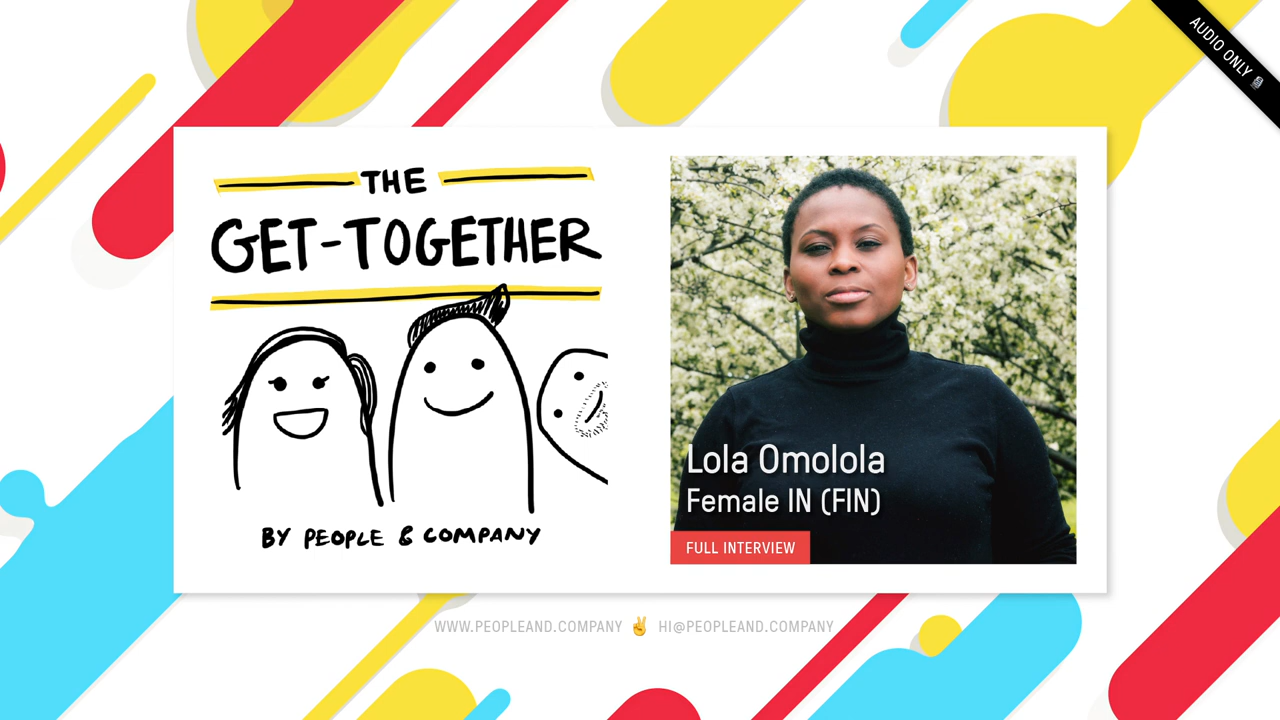 AUDIO ONLY
THE
GET-TOGETHER
BY PEOPLE & COMPANY
Lola Omolola
Female IN (FIN)
FULL INTERVIEW
WWW.PEOPLEAND.COMPANY ✌ HI@PEOPLEAND.COMPANY